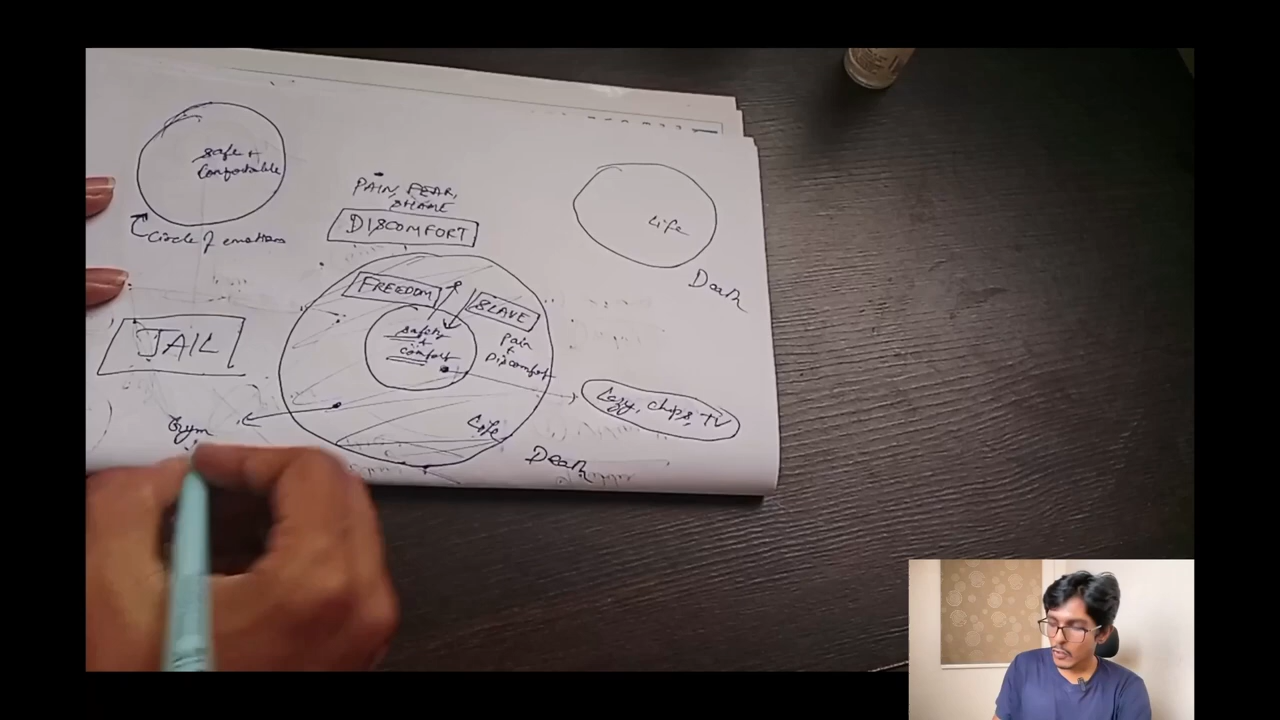 Safe +
Comfortable
Circle of emotions
PAIN, FEAR,
SHAME
DISCOMFORT
Life
Death
FREEDOM
SLAVE
Safety
+
comfort
Pain
+
Discomfort
JAIL
Lazy, chips, TV
Gym
Life
Death